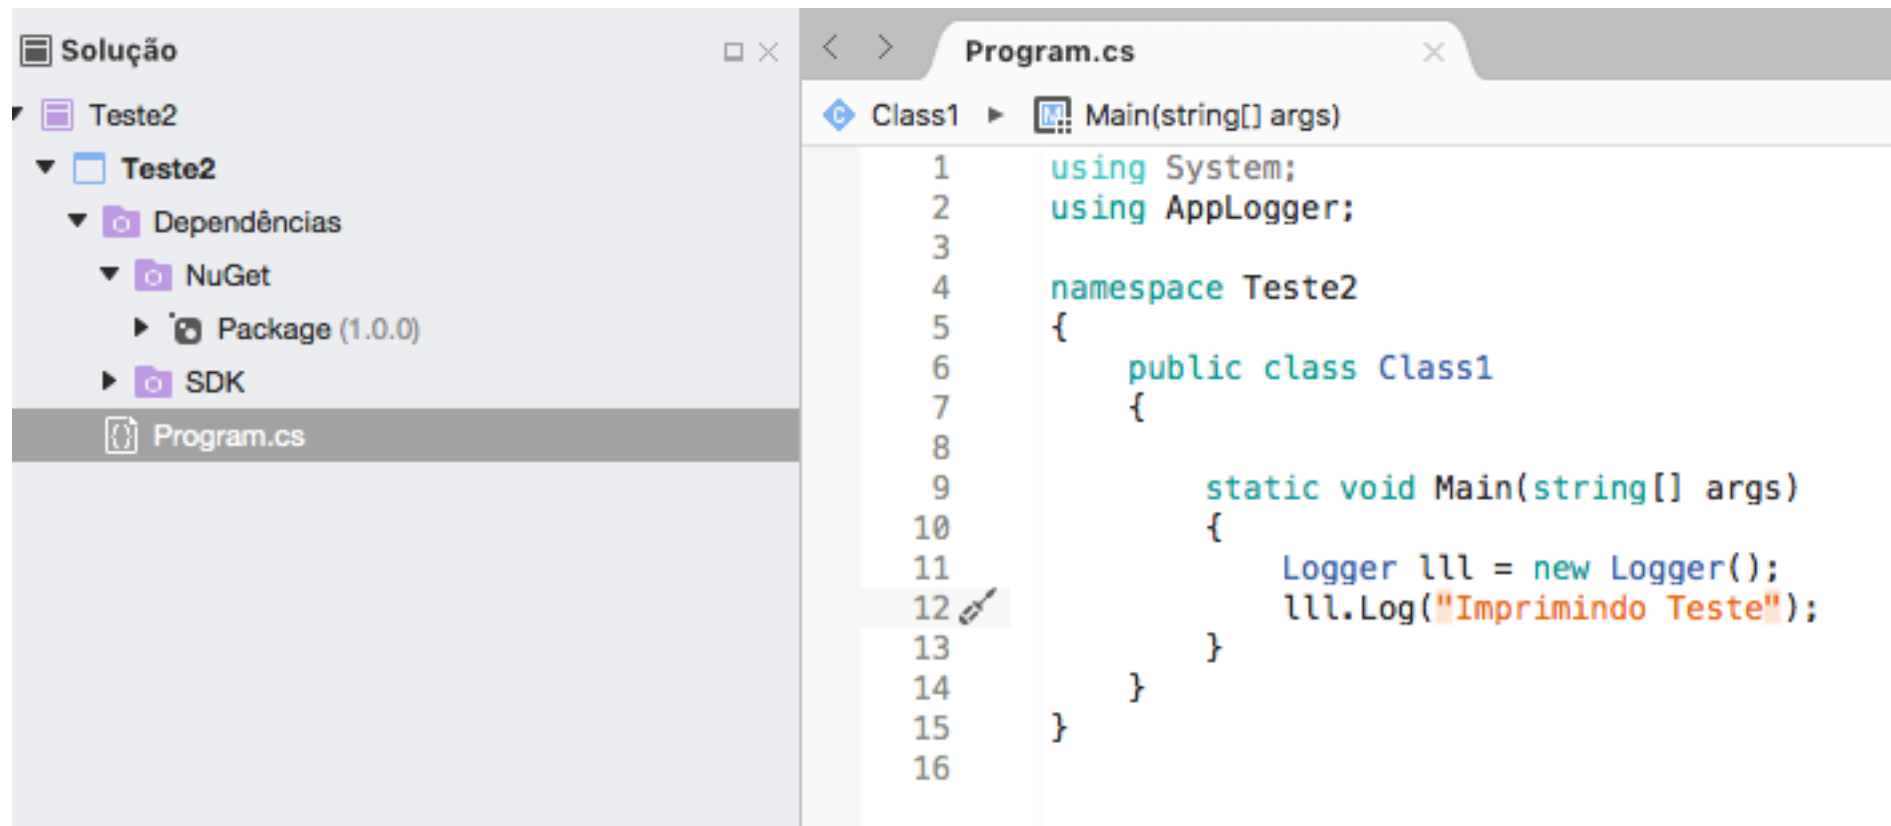 Solução
Teste2
Teste2
Dependências
NuGet
Package (1.0.0)
SDK
Program.cs
Program.cs
Class1 Main(string[] args)
1 using System;
2 using AppLogger;
3
4 namespace Teste2
5 {
6 public class Class1
7 {
8
9 static void Main(string[] args)
10 {
11 Logger lll = new Logger();
12 lll.Log("Imprimindo Teste");
13 }
14 }
15 }
16